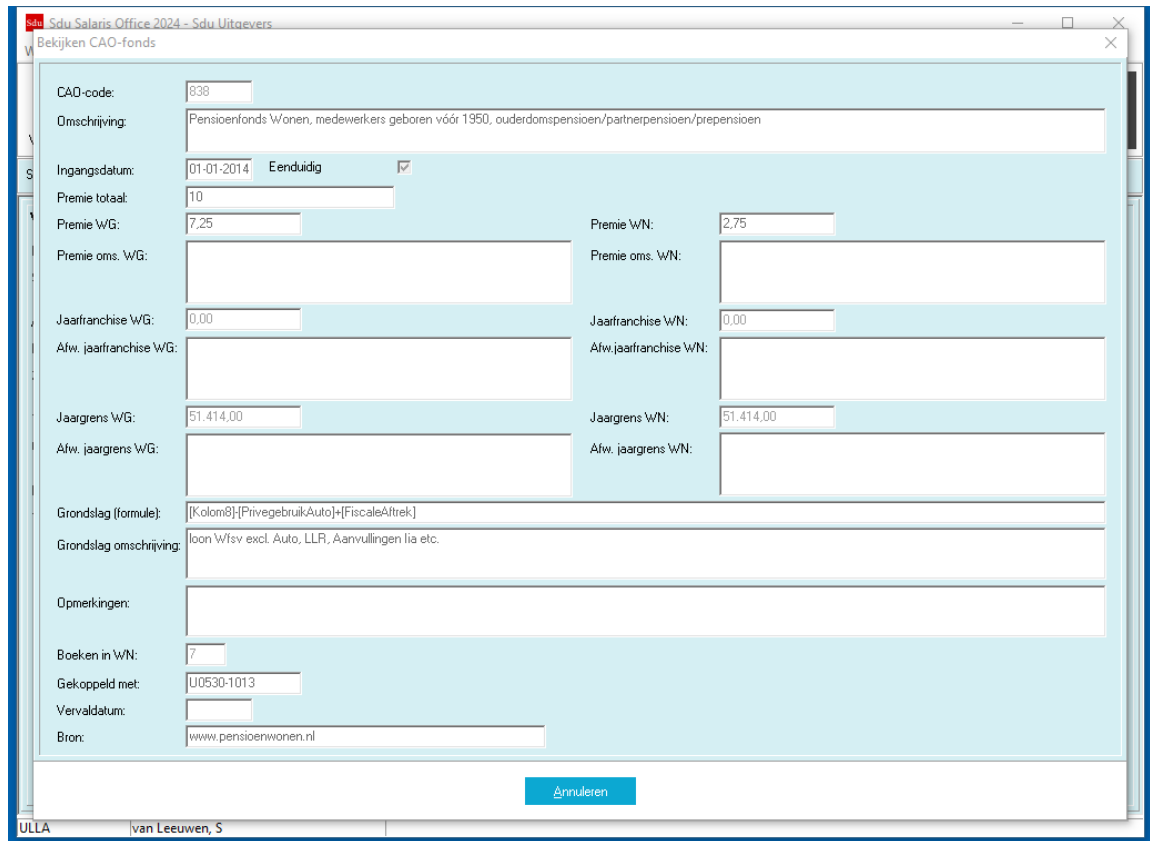 Sdu Sdu Salaris Office 2024 - Sdu Uitgevers
Bekijken CAO-fonds
CAO-code: 838
Omschrijving: Pensioenfonds Wonen, medewerkers geboren vóór 1950, ouderdomspensioen/partnerpensioen/prepensioen
Ingangsdatum: 01-01-2014 Eenduidig
Premie totaal: 10
Premie WG: 7,25 Premie WN: 2,75
Premie oms. WG: Premie oms. WN:
Jaarfranchise WG: 0,00 Jaarfranchise WN: 0,00
Afw. jaarfranchise WG: Afw.jaarfranchise WN:
Jaargrens WG: 51.414,00 Jaargrens WN: 51.414,00
Afw. jaargrens WG: Afw. jaargrens WN:
Grondslag (formule): [Kolom8]-[PrivegebruikAuto]+[FiscaleAftrek]
Grondslag omschrijving: loon Wfsv excl. Auto, LLR, Aanvullingen lia etc.
Opmerkingen:
Boeken in WN: 7
Gekoppeld met: U0530-1013
Vervaldatum:
Bron: www.pensioenwonen.nl
Annuleren
ULLA van Leeuwen, S